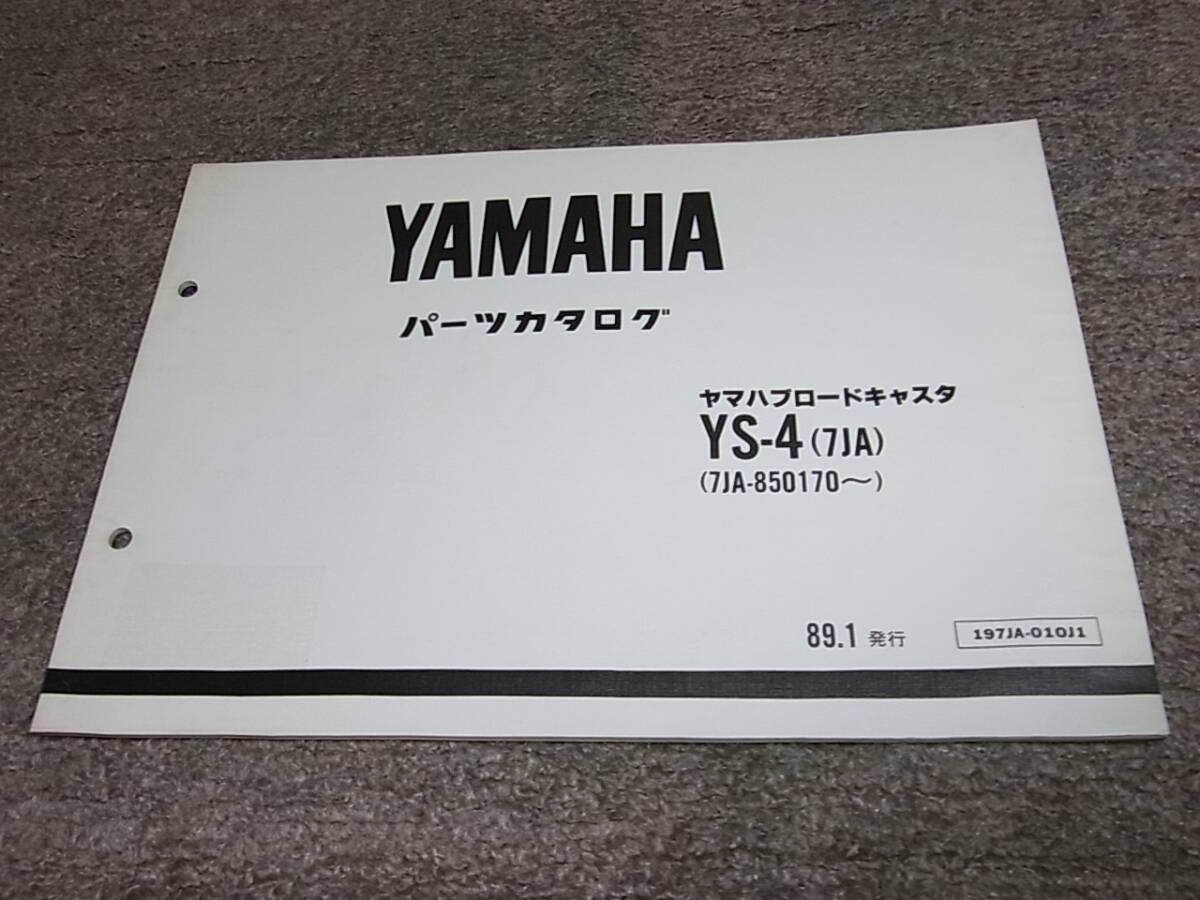 YAMAHA
パーツカタログ
ヤマハブロードキャスタ
YS-4 (7JA)
(7JA-850170～)
89.1 発行
197JA-010J1